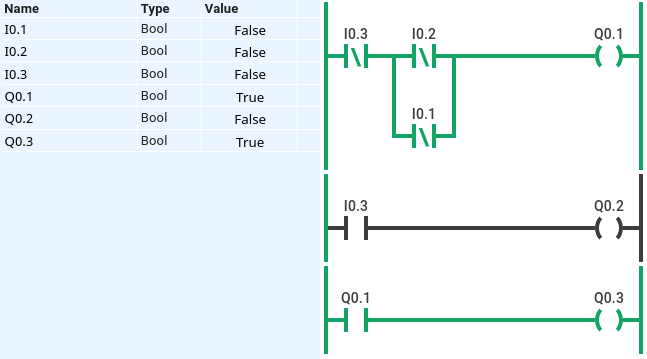 Name Type Value
I0.1 Bool False
I0.2 Bool False
I0.3 Bool False
Q0.1 Bool True
Q0.2 Bool False
Q0.3 Bool True
I0.3 I0.2 Q0.1
I0.1
I0.3 Q0.2
Q0.1 Q0.3